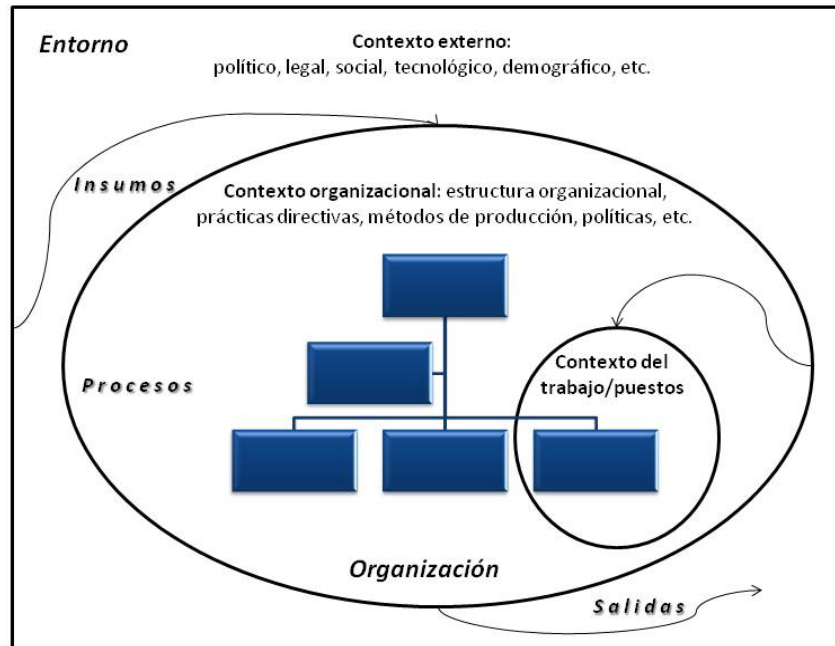 Entorno
Contexto externo:
político, legal, social, tecnológico, demográfico, etc.
Insumos
Contexto organizacional: estructura organizacional,
prácticas directivas, métodos de producción, políticas, etc.
Contexto del
trabajo/puestos
Procesos
Organización
Salidas